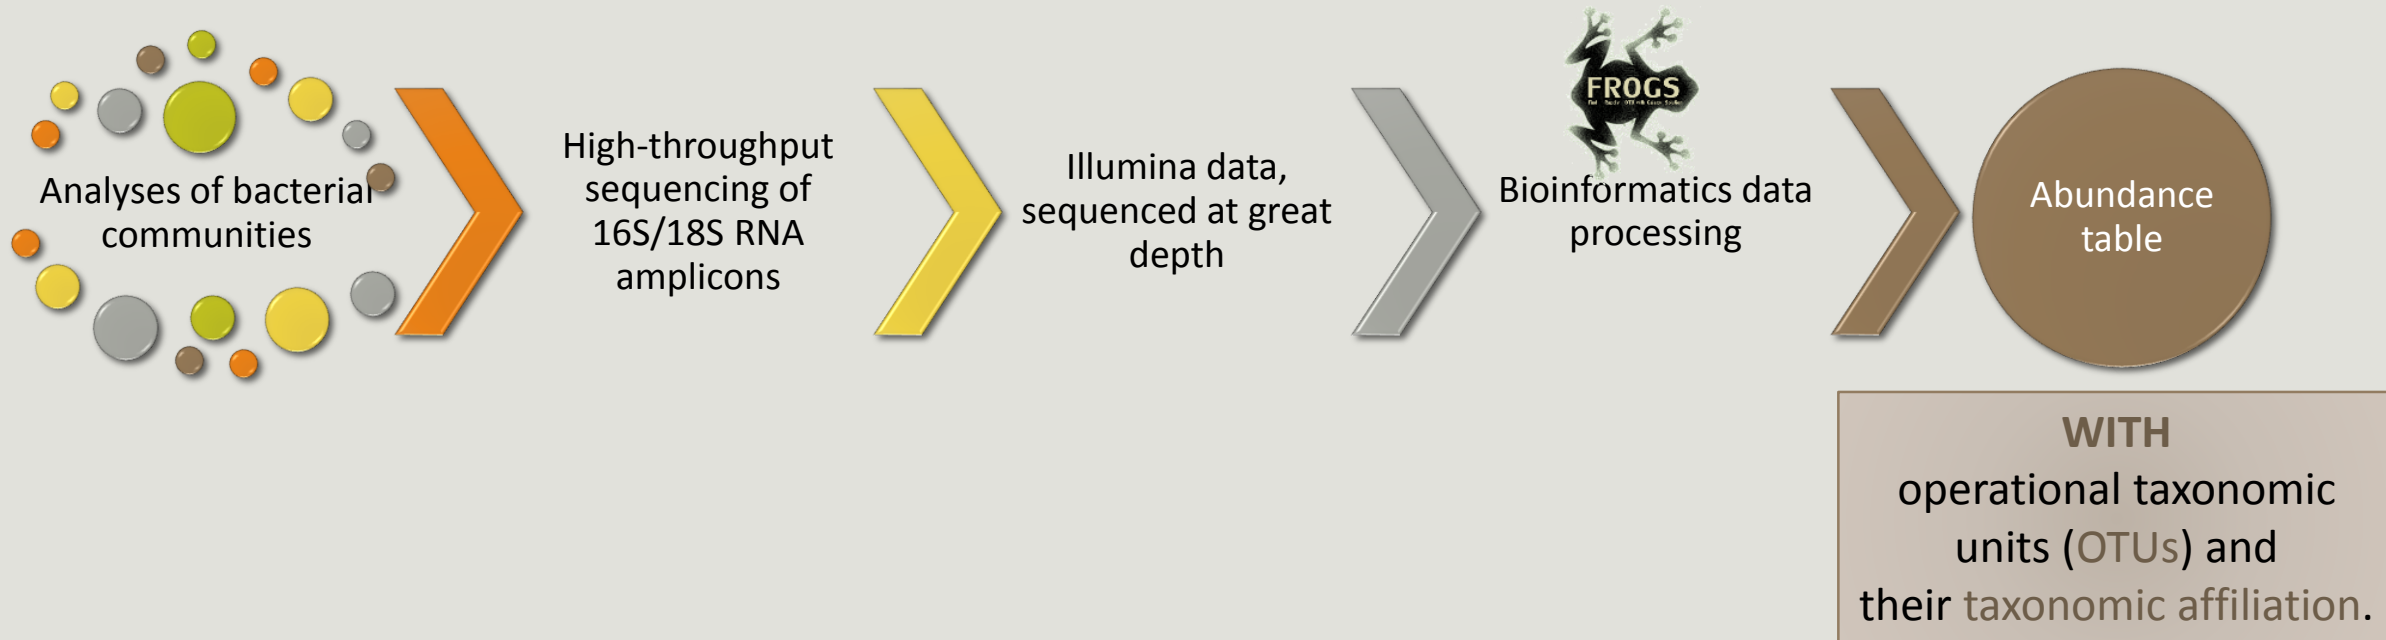 Analyses of bacterial
communities
High-throughput
sequencing of
16S/18S RNA
amplicons
Illumina data,
sequenced at great
depth
FROGS
Bioinformatics data
processing
Abundance
table
WITH
operational taxonomic
units (OTUs) and
their taxonomic affiliation.